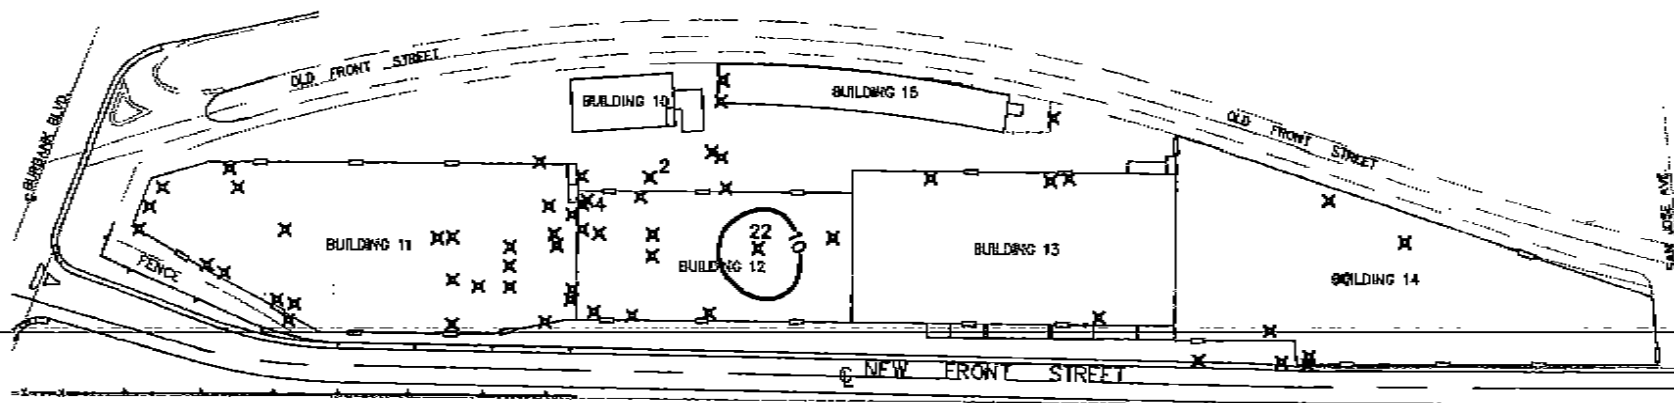 OLD FRONT STREET
BURBANK BLVD.
BUILDING 10
BUILDING 15
OLD FRONT STREET
2
4
BUILDING 11
FENCE
22
10
BUILDING 12
BUILDING 13
BUILDING 14
SAN JOSE AVE.
℄ NEW FRONT STREET